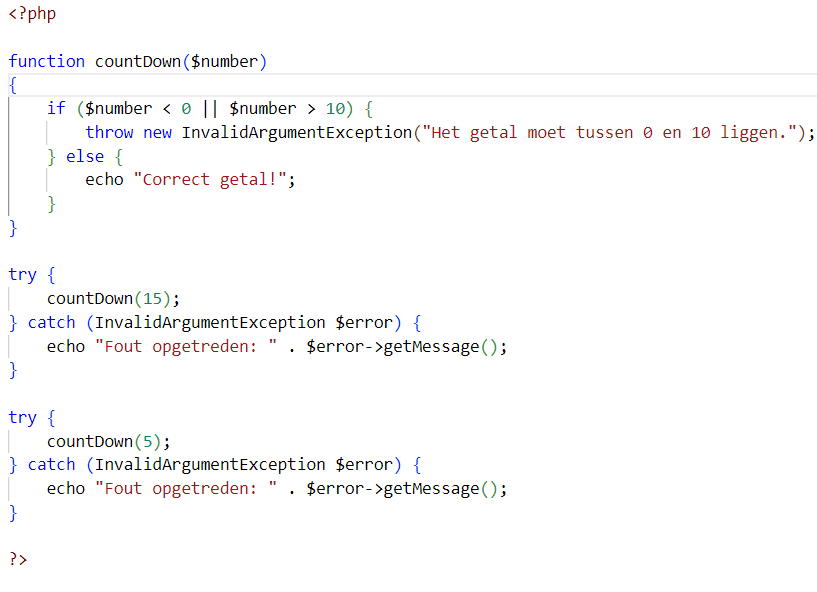 <?php
function countDown($number)
{
if ($number < 0 || $number > 10) {
throw new InvalidArgumentException("Het getal moet tussen 0 en 10 liggen.");
} else {
echo "Correct getal!";
}
}
try {
countDown(15);
} catch (InvalidArgumentException $error) {
echo "Fout opgetreden: " . $error->getMessage();
}
try {
countDown(5);
} catch (InvalidArgumentException $error) {
echo "Fout opgetreden: " . $error->getMessage();
}
?>